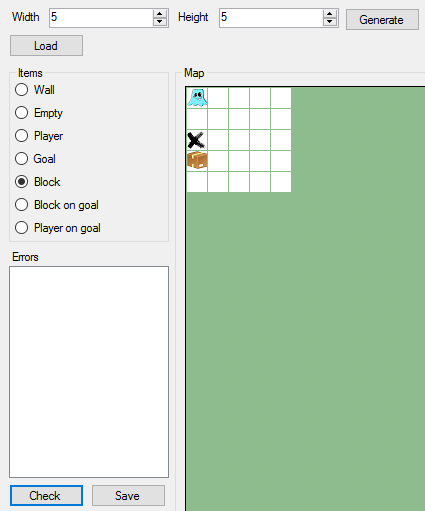 Width 5 Height 5 Generate
Load
Items Map
Wall
Empty
Player
Goal
Block
Block on goal
Player on goal
Errors
Check Save